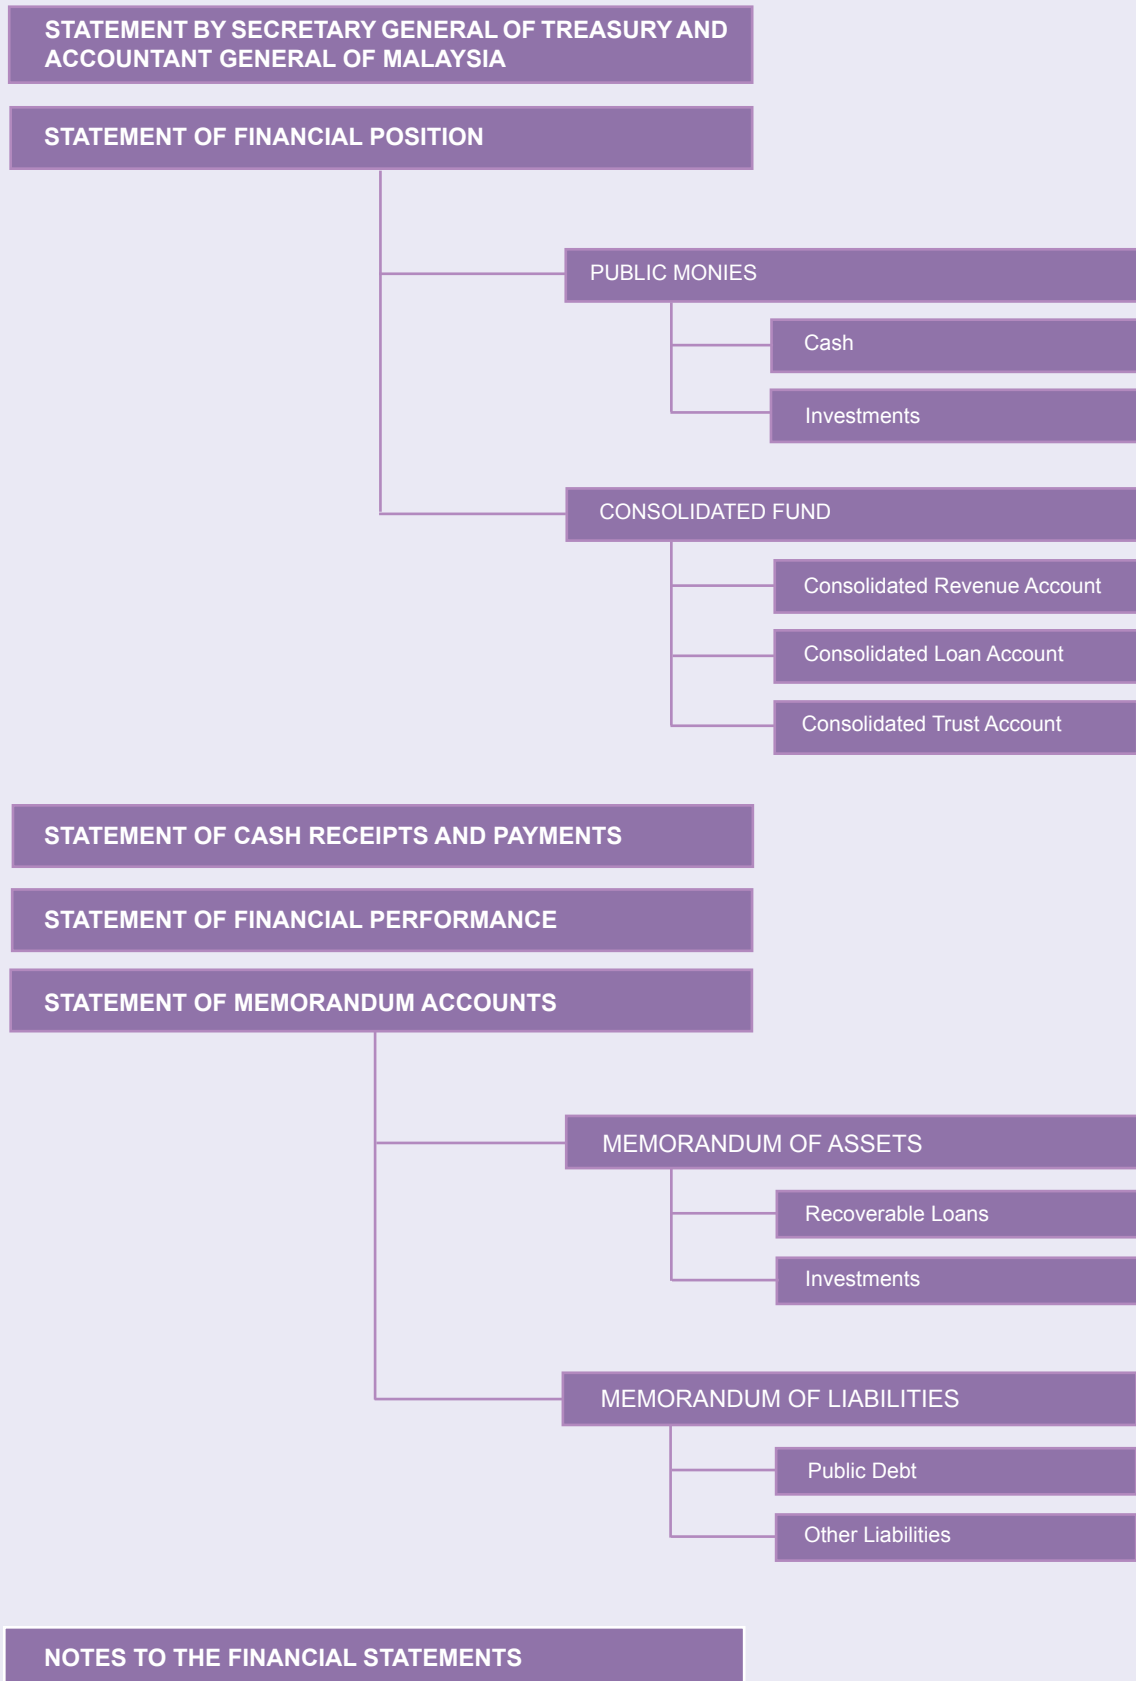 STATEMENT BY SECRETARY GENERAL OF TREASURY AND
ACCOUNTANT GENERAL OF MALAYSIA
STATEMENT OF FINANCIAL POSITION
PUBLIC MONIES
Cash
Investments
CONSOLIDATED FUND
Consolidated Revenue Account
Consolidated Loan Account
Consolidated Trust Account
STATEMENT OF CASH RECEIPTS AND PAYMENTS
STATEMENT OF FINANCIAL PERFORMANCE
STATEMENT OF MEMORANDUM ACCOUNTS
MEMORANDUM OF ASSETS
Recoverable Loans
Investments
MEMORANDUM OF LIABILITIES
Public Debt
Other Liabilities
NOTES TO THE FINANCIAL STATEMENTS